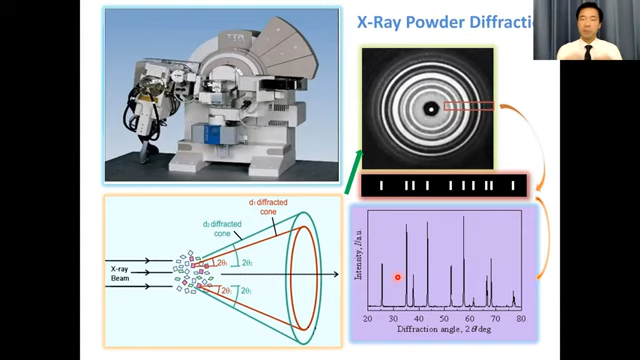 X-Ray Powder Diffracti
d₁ diffracted
cone
d₂ diffracted
cone
X-ray
Beam
2θ₁
2θ₂
2θ₁
2θ₂
Intensity, I/a.u.
20 30 40 50 60 70 80
Diffraction angle, 2θ/deg